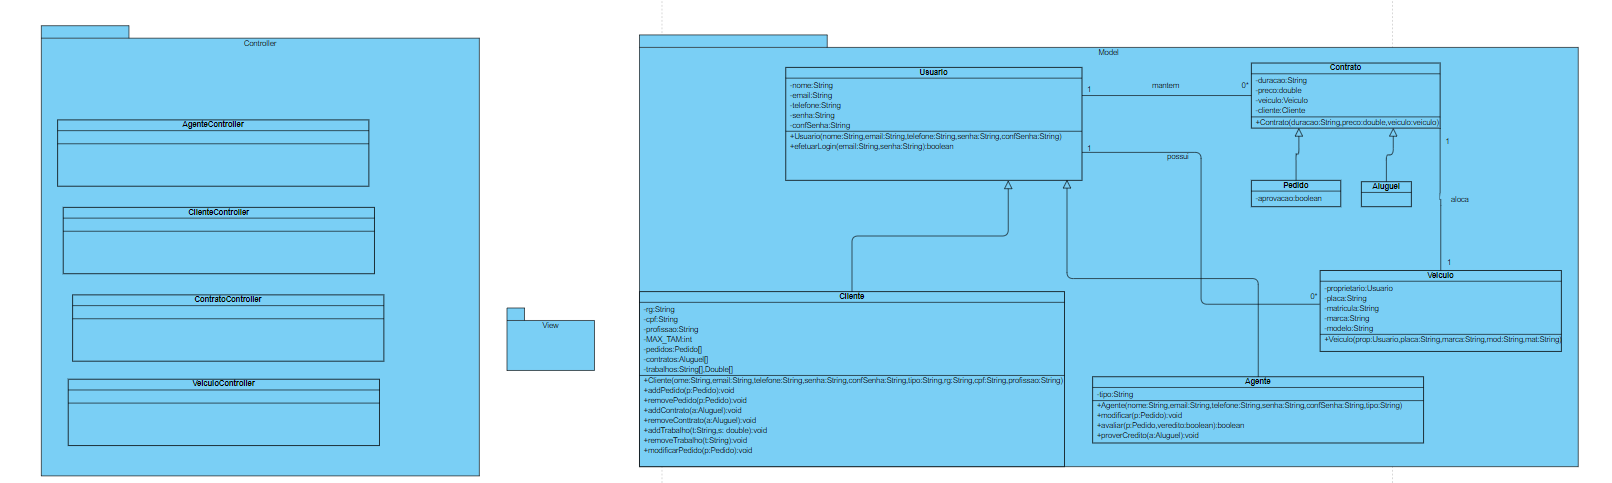 Controller
AgenteController
ClienteController
ContratoController
VeiculoController
View
Model
Usuario
-nome:String
-email:String
-telefone:String
-senha:String
-confSenha:String
+Usuario(nome:String,email:String,telefone:String,senha:String,confSenha:String)
+efetuarLogin(email:String,senha:String):boolean
1
mantem
0*
1
possui
0*
Contrato
-duracao:String
-preco:double
-veiculo:Veiculo
-cliente:Cliente
+Contrato(duracao:String,preco:double,veiculo:veiculo)
1
aloca
1
Pedido
-aprovacao:boolean
Aluguel
Veiculo
-proprietario:Usuario
-placa:String
-matricula:String
-marca:String
-modelo:String
+Veiculo(prop:Usuario,placa:String,marca:String,mod:String,mat:String)
Cliente
-rg:String
-cpf:String
-profissao:String
-MAX_TAM:int
-pedidos:Pedido[]
-contratos:Aluguel[]
-trabalhos:String[],Double[]
+Cliente(ome:String,email:String,telefone:String,senha:String,confSenha:String,tipo:String,rg:String,cpf:String,profissao:String)
+addPedido(p:Pedido):void
+removePedido(p:Pedido):void
+addContrato(a:Aluguel):void
+removeConttrato(a:Aluguel):void
+addTrabalho(t:String,s: double):void
+removeTrabalho(t:String):void
+modificarPedido(p:Pedido):void
Agente
-tipo:String
+Agente(nome:String,email:String,telefone:String,senha:String,confSenha:String,tipo:String)
+modificar(p:Pedido):void
+avaliar(p:Pedido,veredito:boolean):boolean
+proverCredito(a:Aluguel):void